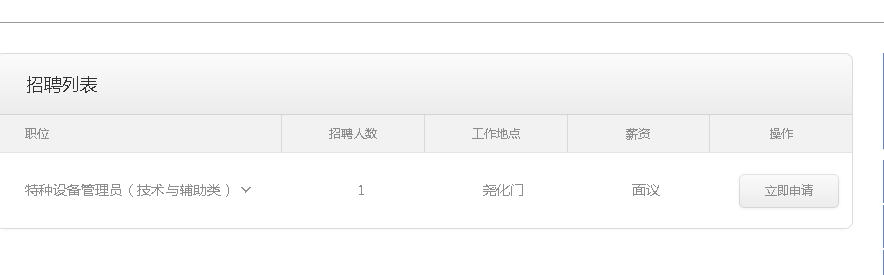 招聘列表
职位 招聘人数 工作地点 薪资 操作
特种设备管理员（技术与辅助类） 1 尧化门 面议 立即申请